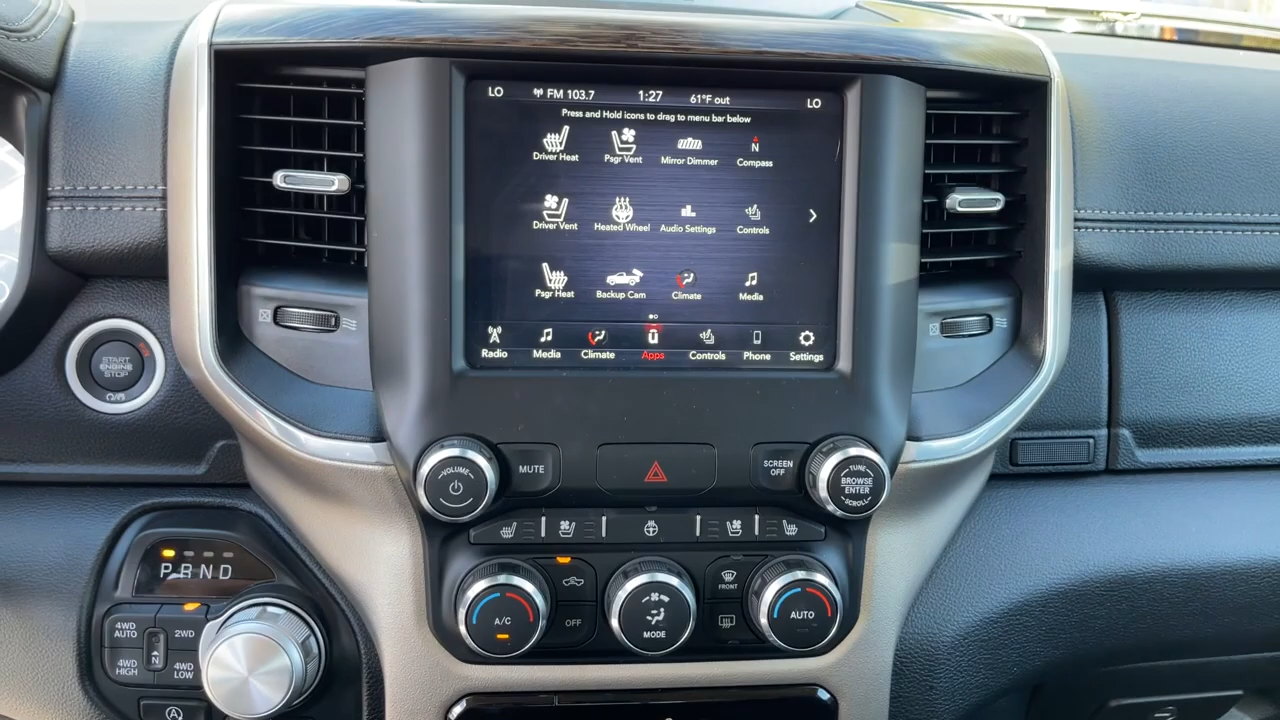 LO FM 103.7 1:27 61°F out LO
Press and Hold icons to drag to menu bar below
Driver Heat Psgr Vent Mirror Dimmer N Compass
Driver Vent Heated Wheel Audio Settings Controls
Psgr Heat Backup Cam Climate Media
Radio Media Climate Apps Controls Phone Settings
START
ENGINE
STOP
VOLUME
MUTE
SCREEN
OFF
TUNE
BROWSE
ENTER
SCROLL
P R N D
4WD
AUTO
2WD
N
4WD
HIGH
4WD
LOW
A
A/C
OFF
MODE
FRONT
AUTO